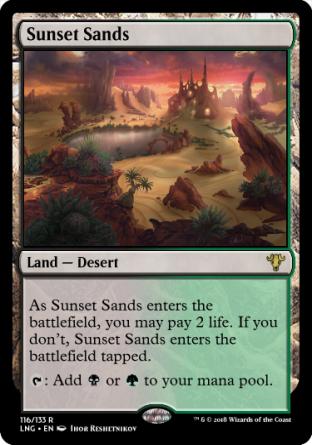 Sunset Sands
Land — Desert
As Sunset Sands enters the
battlefield, you may pay 2 life. If you
don't, Sunset Sands enters the
battlefield tapped.
: Add or to your mana pool.
116/133 R
LNG • EN Ihor Reshetnikov
™ & © 2018 Wizards of the Coast